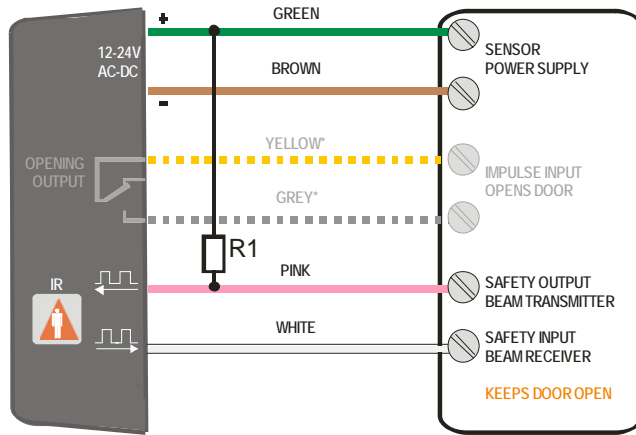 GREEN
+
12-24V
AC-DC
SENSOR
POWER SUPPLY
BROWN
-
YELLOW*
OPENING
OUTPUT
IMPULSE INPUT
OPENS DOOR
GREY*
R1
PINK
IR
SAFETY OUTPUT
BEAM TRANSMITTER
WHITE
SAFETY INPUT
BEAM RECEIVER
KEEPS DOOR OPEN